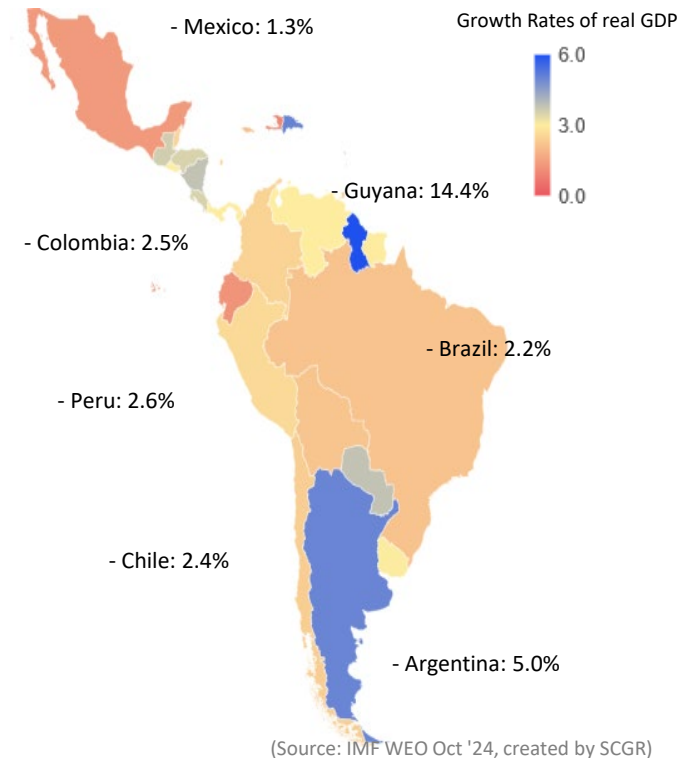 - Mexico: 1.3%
Growth Rates of real GDP
6.0
3.0
0.0
- Guyana: 14.4%
- Colombia: 2.5%
- Brazil: 2.2%
- Peru: 2.6%
- Chile: 2.4%
- Argentina: 5.0%
(Source: IMF WEO Oct '24, created by SCGR)